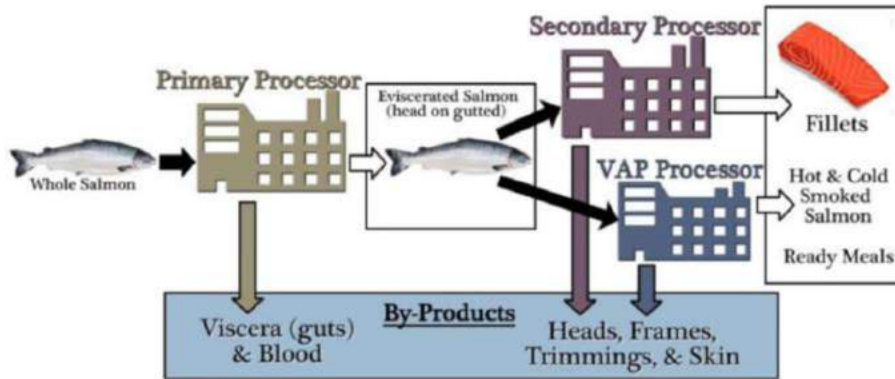 Secondary Processor
Primary Processor
Eviscerated Salmon
(head on gutted)
Fillets
Whole Salmon
VAP Processor
Hot & Cold
Smoked
Salmon
Ready Meals
By-Products
Viscera (guts)
& Blood
Heads, Frames,
Trimmings, & Skin